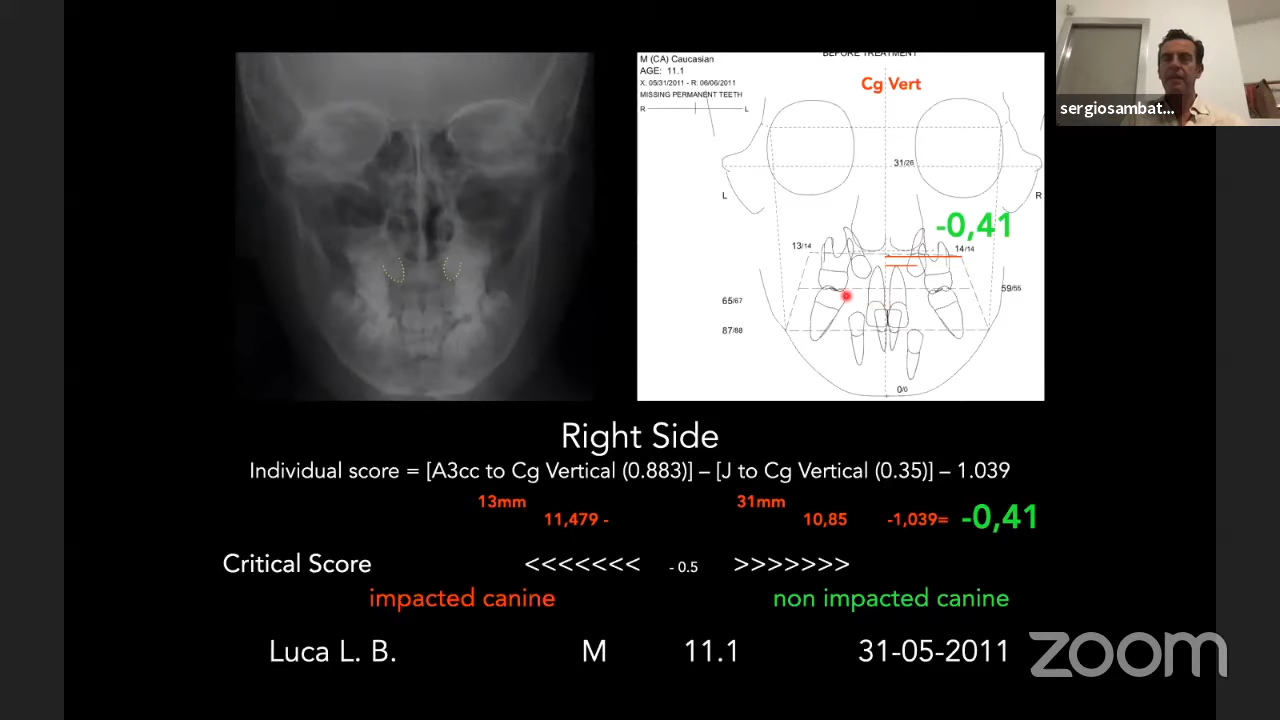 BEFORE TREATMENT
M (CA) Caucasian
AGE: 11.1
X: 05/31/2011 - R: 06/06/2011
MISSING PERMANENT TEETH
R L
Cg Vert
31/26
L R
-0,41
13/14 14/14
59/55
65/67
87/88
0/0
sergiosambat...
Right Side
Individual score = [A3cc to Cg Vertical (0.883)] – [J to Cg Vertical (0.35)] – 1.039
13mm 31mm
11,479 - 10,85 -1,039= -0,41
Critical Score <<<<<<< - 0.5 >>>>>>>
impacted canine non impacted canine
Luca L. B. M 11.1 31-05-2011
zoom